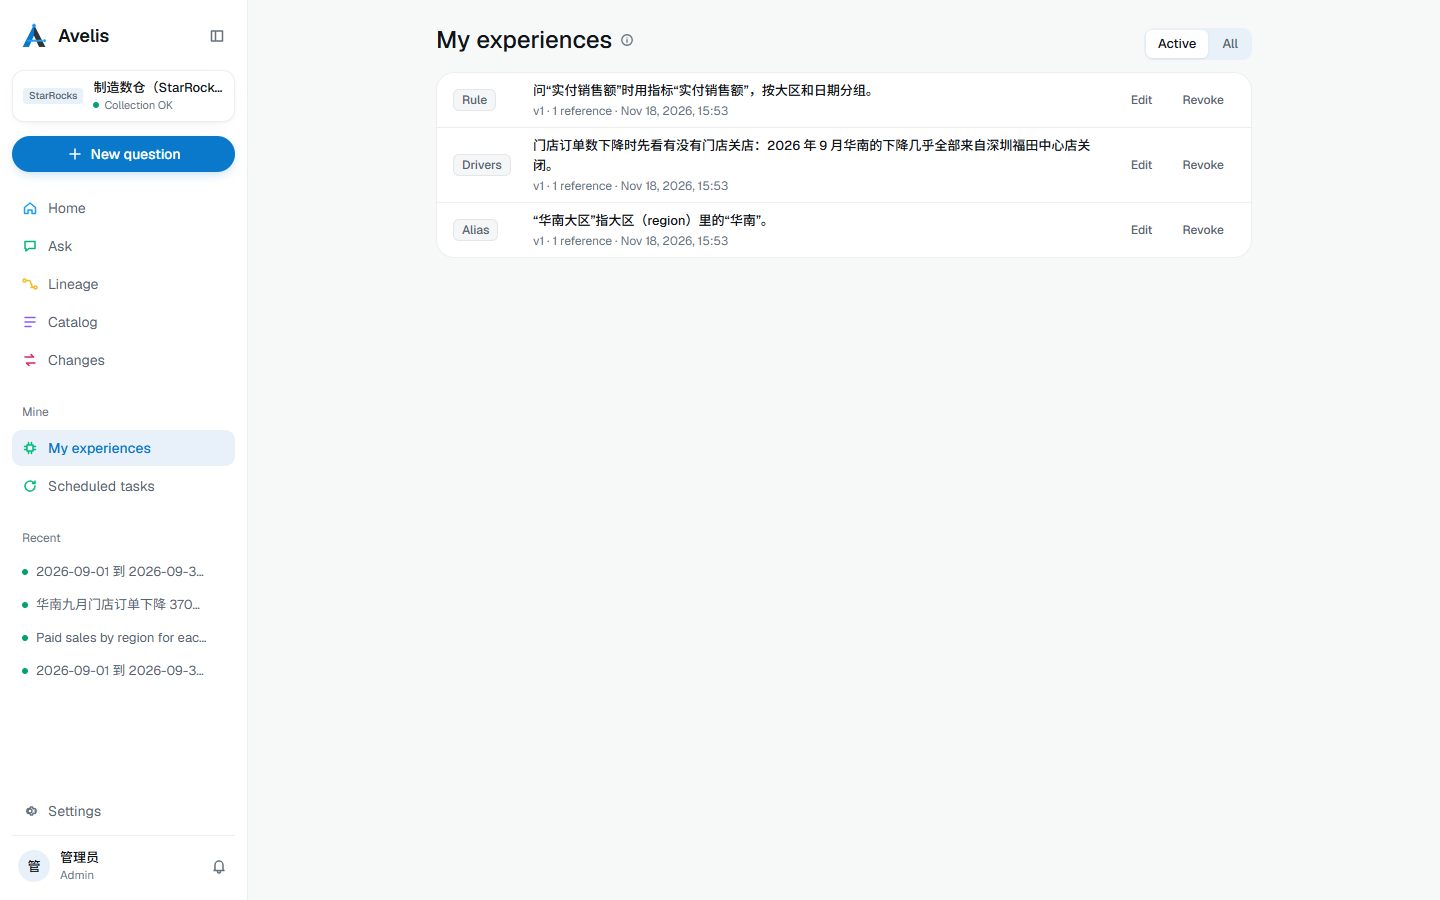 Avelis
StarRocks
制造数仓（StarRock...
Collection OK
New question
Home
Ask
Lineage
Catalog
Changes
Mine
My experiences
Scheduled tasks
Recent
2026-09-01 到 2026-09-3...
华南九月门店订单下降 370...
Paid sales by region for eac...
2026-09-01 到 2026-09-3...
Settings
管
管理员
Admin
My experiences
Active
All
Rule
问“实付销售额”时用指标“实付销售额”，按大区和日期分组。
v1 · 1 reference · Nov 18, 2026, 15:53
Edit
Revoke
Drivers
门店订单数下降时先看有没有门店关店：2026 年 9 月华南的下降几乎全部来自深圳福田中心店关
闭。
v1 · 1 reference · Nov 18, 2026, 15:53
Edit
Revoke
Alias
“华南大区”指大区（region）里的“华南”。
v1 · 1 reference · Nov 18, 2026, 15:53
Edit
Revoke